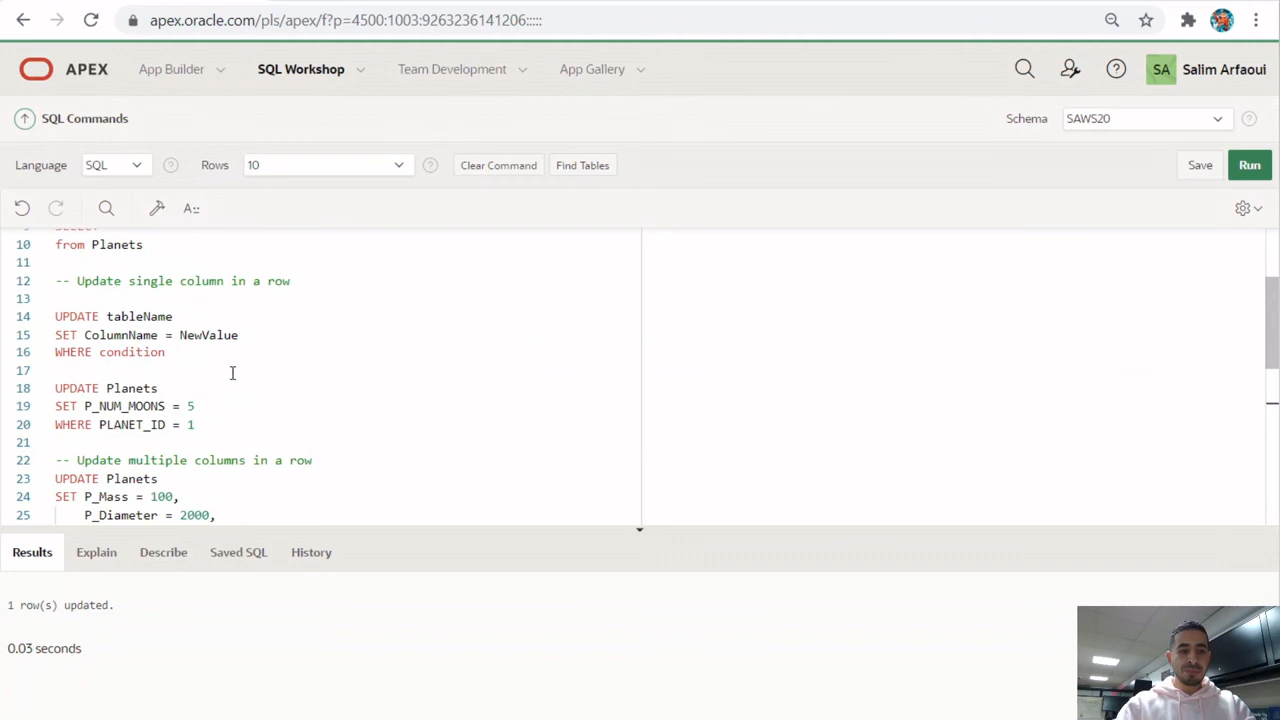 apex.oracle.com/pls/apex/f?p=4500:1003:9263236141206:::::
APEX App Builder SQL Workshop Team Development App Gallery SA Salim Arfaoui
SQL Commands Schema SAWS20
Language SQL Rows 10 Clear Command Find Tables Save Run
A::
10 from Planets
11
12 -- Update single column in a row
13
14 UPDATE tableName
15 SET ColumnName = NewValue
16 WHERE condition
17
18 UPDATE Planets
19 SET P_NUM_MOONS = 5
20 WHERE PLANET_ID = 1
21
22 -- Update multiple columns in a row
23 UPDATE Planets
24 SET P_Mass = 100,
25 P_Diameter = 2000,
Results Explain Describe Saved SQL History
1 row(s) updated.
0.03 seconds